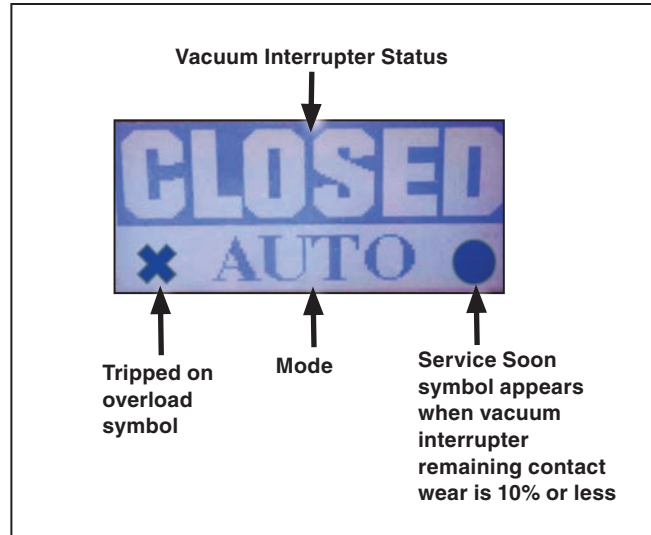 Vacuum Interrupter Status
CLOSED
AUTO
Tripped on
overload
symbol
Mode
Service Soon
symbol appears
when vacuum
interrupter
remaining contact
wear is 10% or less